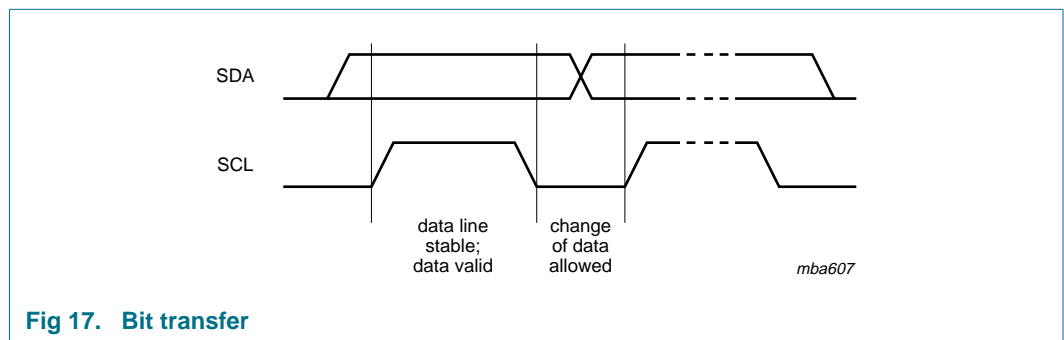 SDA
SCL
data line
stable;
data valid
change
of data
allowed
mba607
Fig 17. Bit transfer